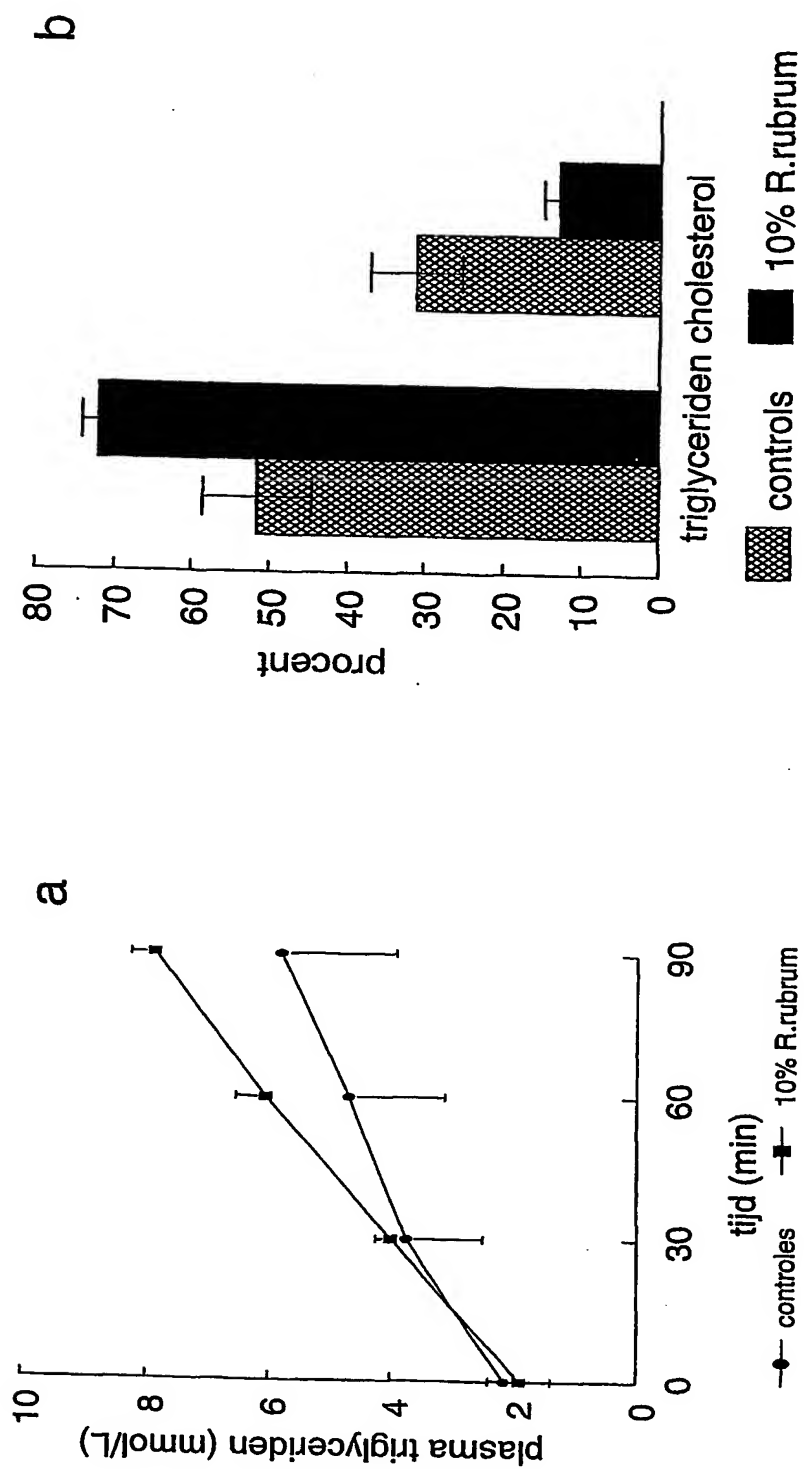 a
plasma triglyceriden (mmol/L)
10
8
6
4
2
0
0 30 60 90
tijd (min)
controles 10% R.rubrum
b
procent
80
70
60
50
40
30
20
10
0
triglyceriden cholesterol
controls 10% R.rubrum